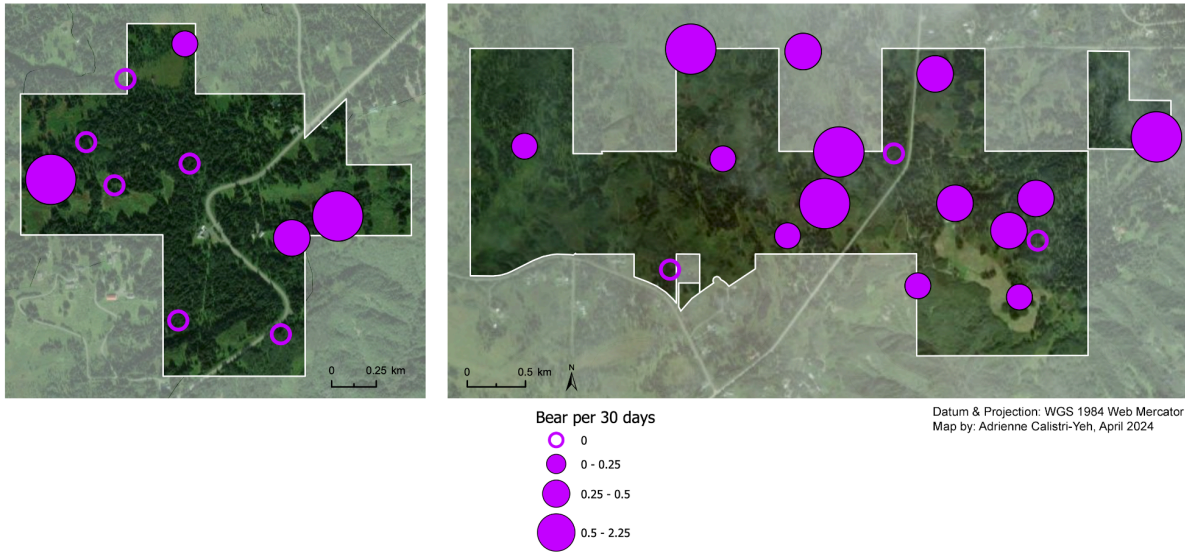 0 0.25 km
0 0.5 km
N
Bear per 30 days
0
0 - 0.25
0.25 - 0.5
0.5 - 2.25
Datum & Projection: WGS 1984 Web Mercator
Map by: Adrienne Calistri-Yeh, April 2024